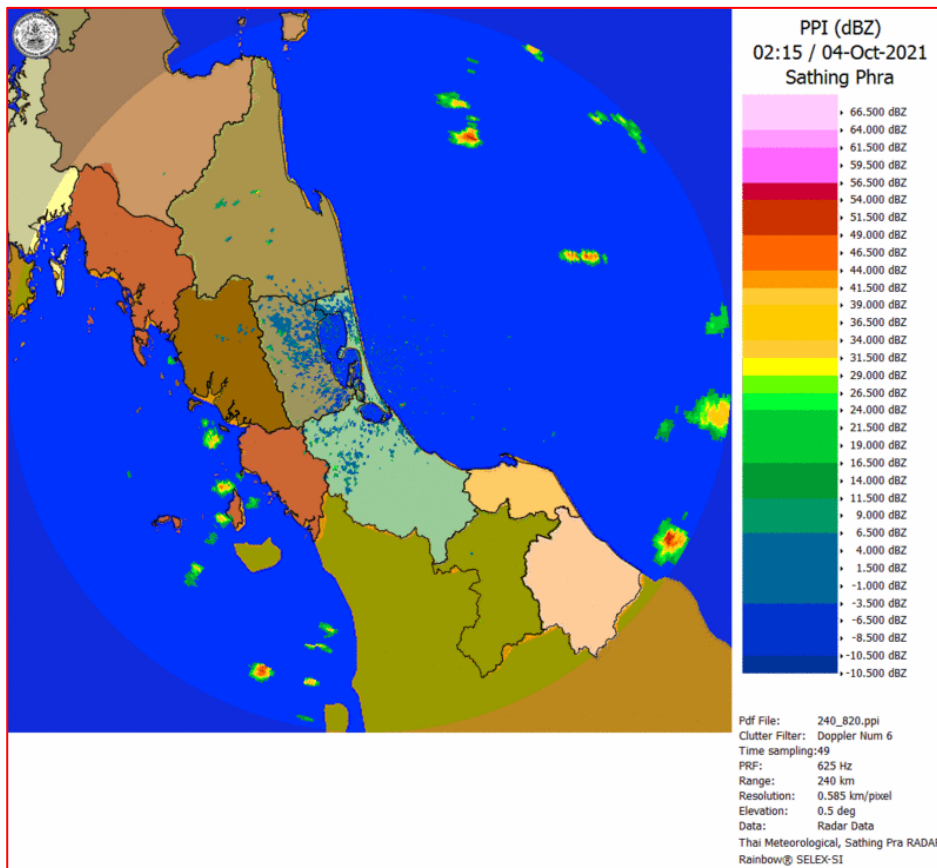 PPI (dBZ)
02:15 / 04-Oct-2021
Sathing Phra
66.500 dBZ
64.000 dBZ
61.500 dBZ
59.500 dBZ
56.500 dBZ
54.000 dBZ
51.500 dBZ
49.000 dBZ
46.500 dBZ
44.000 dBZ
41.500 dBZ
39.000 dBZ
36.500 dBZ
34.000 dBZ
31.500 dBZ
29.000 dBZ
26.500 dBZ
24.000 dBZ
21.500 dBZ
19.000 dBZ
16.500 dBZ
14.000 dBZ
11.500 dBZ
9.000 dBZ
6.500 dBZ
4.000 dBZ
1.500 dBZ
-1.000 dBZ
-3.500 dBZ
-6.500 dBZ
-8.500 dBZ
-10.500 dBZ
-10.500 dBZ
Pdf File: 240_820.ppi
Clutter Filter: Doppler Num 6
Time sampling:49
PRF: 625 Hz
Range: 240 km
Resolution: 0.585 km/pixel
Elevation: 0.5 deg
Data: Radar Data
Thai Meteorological, Sathing Pra RADAR
Rainbow® SELEX-SI